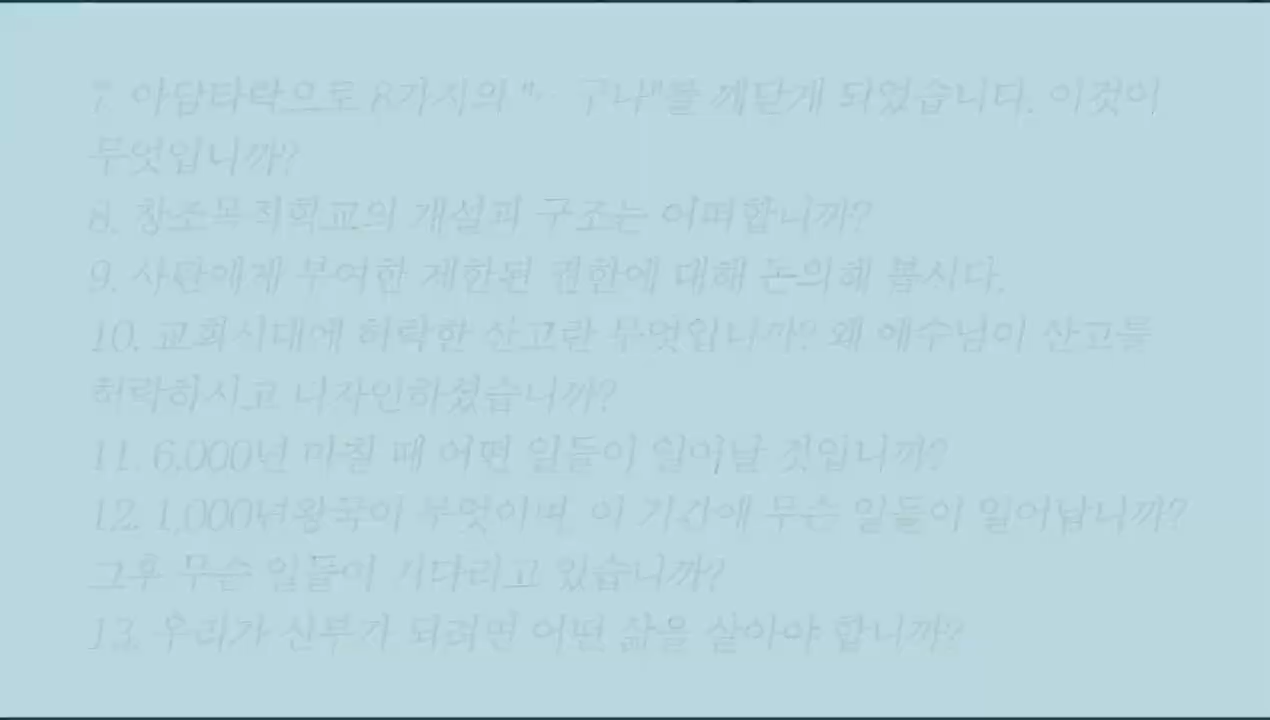 7. 아담타락으로 8가지의 "… 구나"를 깨닫게 되었습니다. 이것이
무엇입니까?
8. 창조목적학교의 개설과 구조는 어떠합니까?
9. 사탄에게 부여한 제한된 권한에 대해 논의해 봅시다.
10. 교회시대에 허락한 산고란 무엇입니까? 왜 예수님이 산고를
허락하시고 디자인하셨습니까?
11. 6,000년 마칠 때 어떤 일들이 일어날 것입니까?
12. 1,000년왕국이 무엇이며, 이 기간에 무슨 일들이 일어납니까?
그후 무슨 일들이 기다리고 있습니까?
13. 우리가 신부가 되려면 어떤 삶을 살아야 합니까?